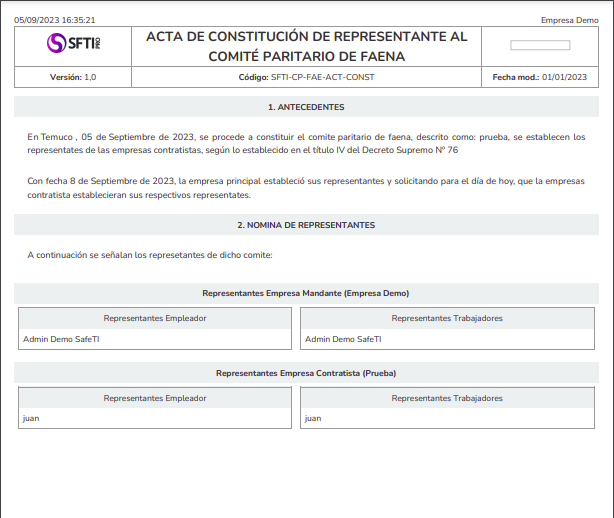 05/09/2023 16:35:21
Empresa Demo
SFTI PRO
ACTA DE CONSTITUCIÓN DE REPRESENTANTE AL
COMITÉ PARITARIO DE FAENA
Versión: 1,0
Código: SFTI-CP-FAE-ACT-CONST
Fecha mod.: 01/01/2023
1. ANTECEDENTES
En Temuco , 05 de Septiembre de 2023, se procede a constituir el comite paritario de faena, descrito como: prueba, se establecen los
representates de las empresas contratistas, según lo establecido en el título IV del Decreto Supremo Nº 76
Con fecha 8 de Septiembre de 2023, la empresa principal estableció sus representantes y solicitando para el día de hoy, que la empresas
contratista establecieran sus respectivos representates.
2. NOMINA DE REPRESENTANTES
A continuación se señalan los represetantes de dicho comite:
Representantes Empresa Mandante (Empresa Demo)
Representantes Empleador
Representantes Trabajadores
Admin Demo SafeTI
Admin Demo SafeTI
Representantes Empresa Contratista (Prueba)
Representantes Empleador
Representantes Trabajadores
juan
juan